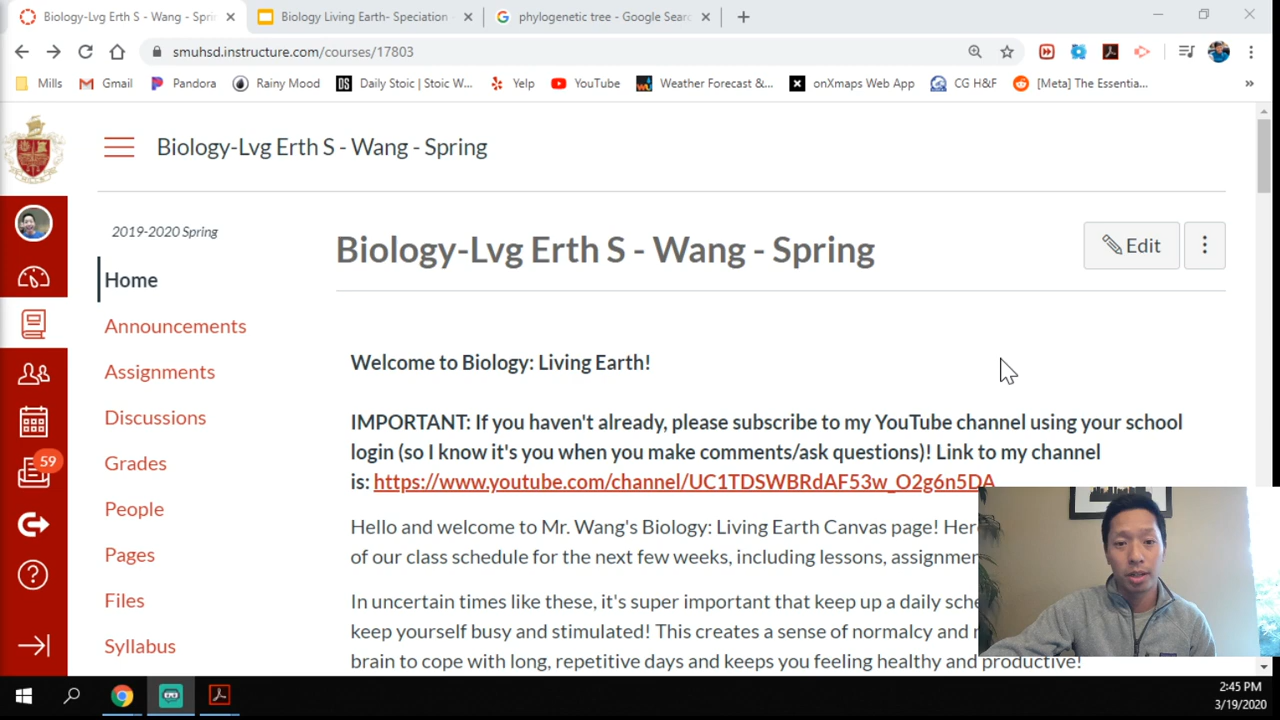 Biology-Lvg Erth S - Wang - Spri
Biology Living Earth- Speciation -
phylogenetic tree - Google Sear
smuhsd.instructure.com/courses/17803
Mills
Gmail
Pandora
Rainy Mood
Daily Stoic | Stoic W...
Yelp
YouTube
Weather Forecast &...
onXmaps Web App
CG H&F
[Meta] The Essentia...
»
Biology-Lvg Erth S - Wang - Spring
2019-2020 Spring
Home
Announcements
Assignments
Discussions
Grades
People
Pages
Files
Syllabus
59
Biology-Lvg Erth S - Wang - Spring
Edit
Welcome to Biology: Living Earth!
IMPORTANT: If you haven't already, please subscribe to my YouTube channel using your school
login (so I know it's you when you make comments/ask questions)! Link to my channel
is: https://www.youtube.com/channel/UC1TDSWBRdAF53w_O2g6n5DA
Hello and welcome to Mr. Wang's Biology: Living Earth Canvas page! Her
of our class schedule for the next few weeks, including lessons, assignmen
In uncertain times like these, it's super important that keep up a daily sche
keep yourself busy and stimulated! This creates a sense of normalcy and r
brain to cope with long, repetitive days and keeps you feeling healthy and productive!
2:45 PM
3/19/2020